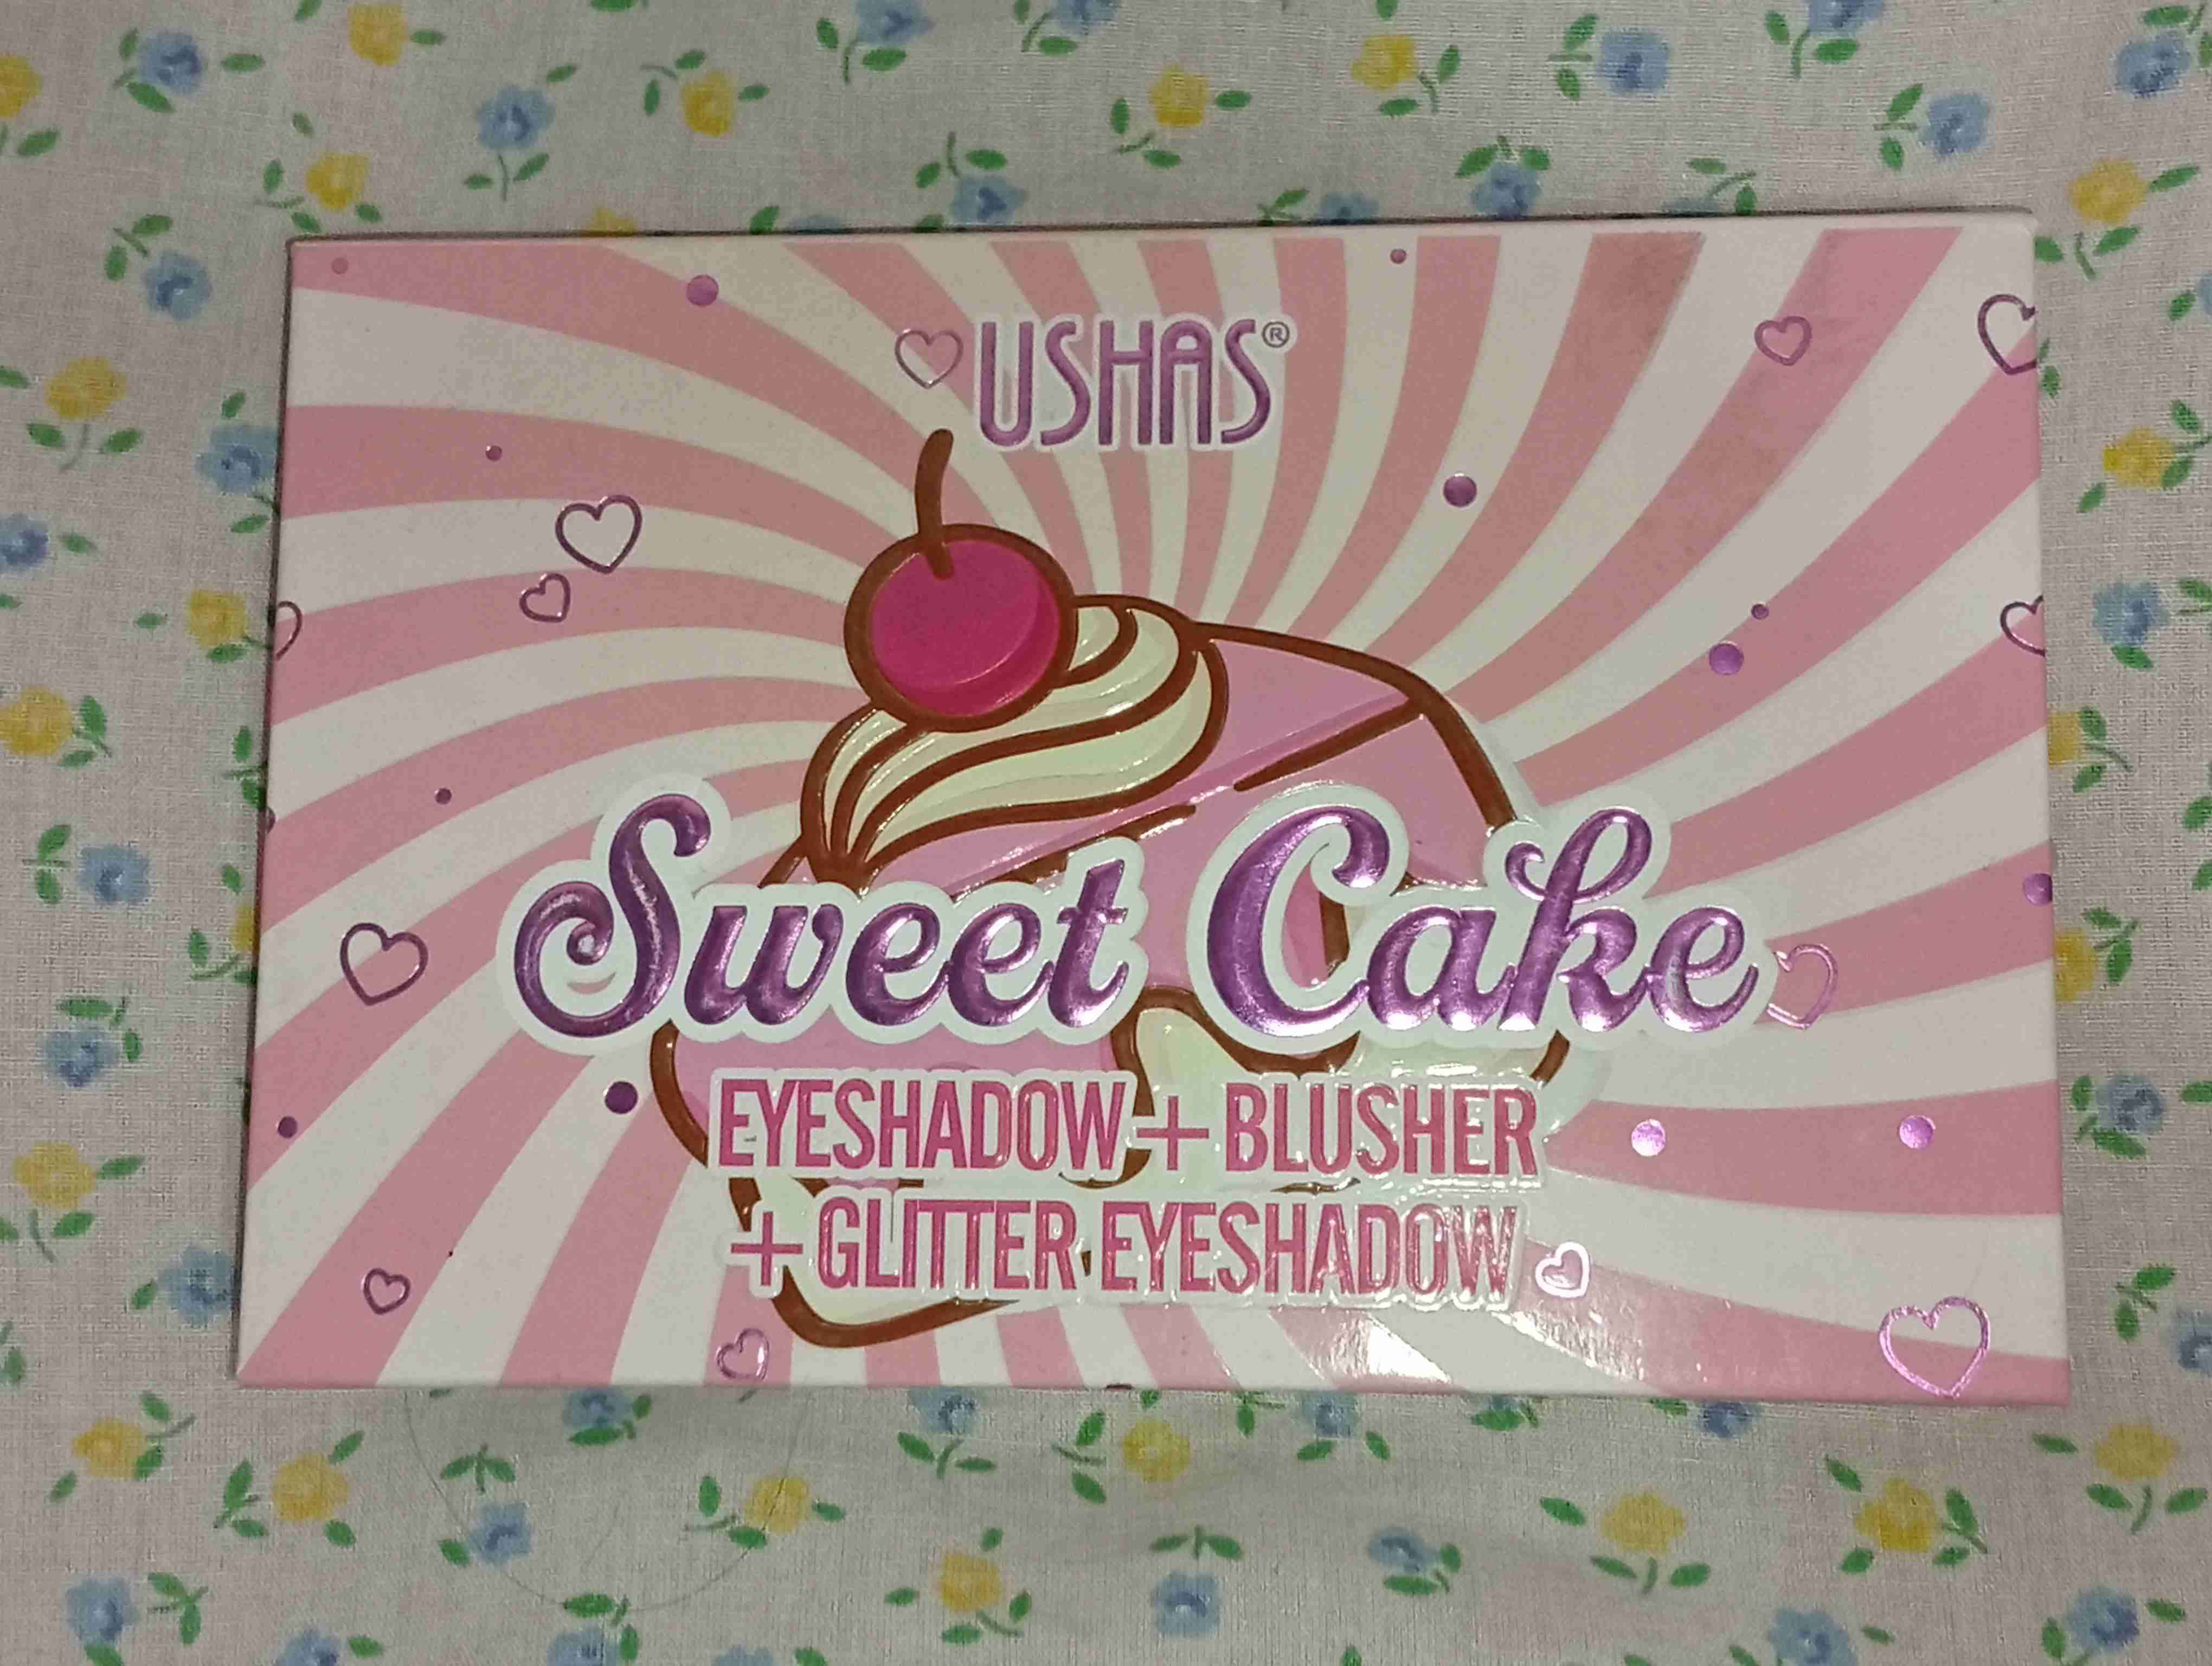 USHAS®
Sweet Cake
EYESHADOW + BLUSHER
+ GLITTER EYESHADOW